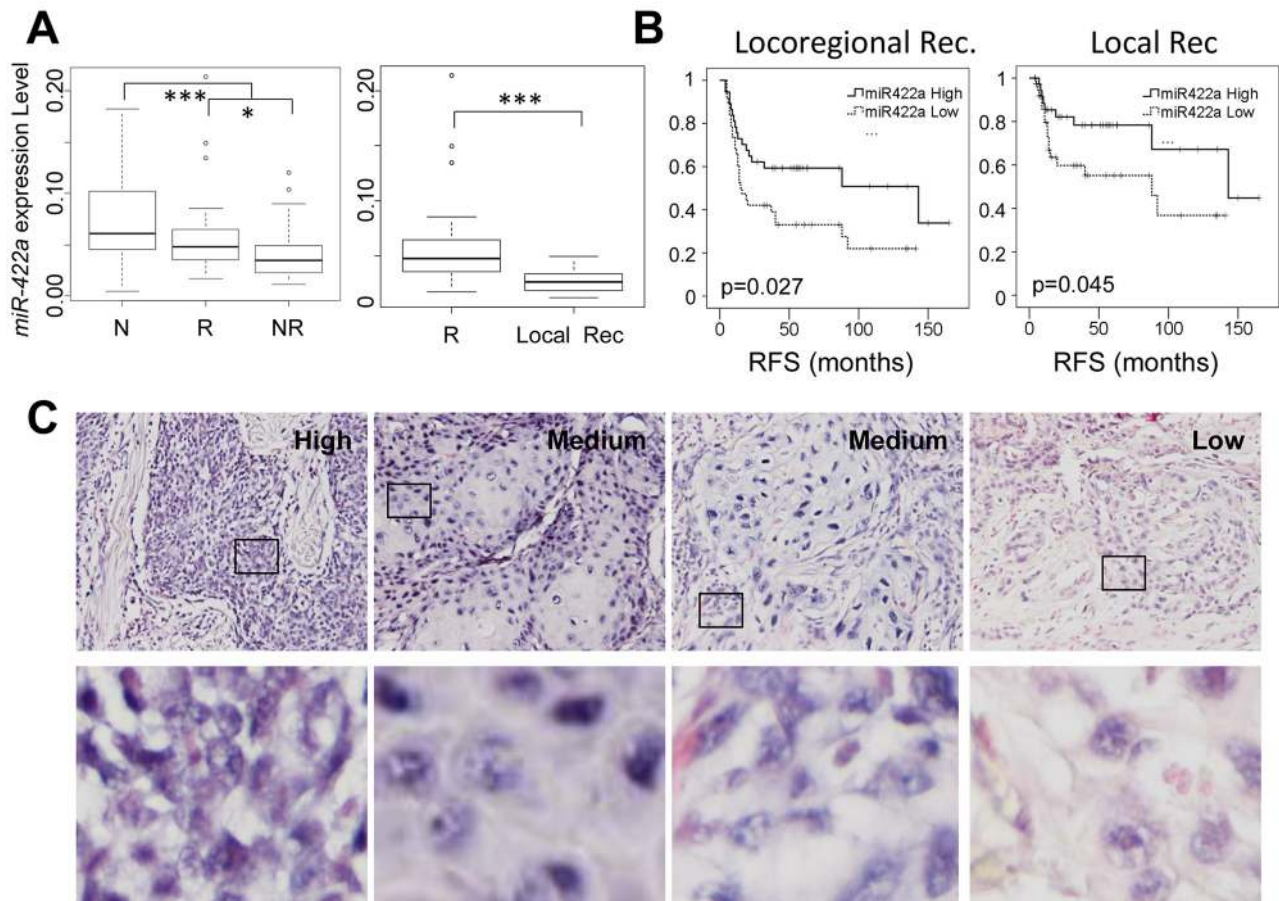 A
miR-422a expression Level
0.20
0.10
0.00
***
*
N
R
NR
0.20
0.10
0
***
R
Local Rec
B
Locoregional Rec.
1
0.8
0.6
0.4
0.2
0
miR422a High
miR422a Low
...
p=0.027
0
50
100
150
RFS (months)
Local Rec
1
0.8
0.6
0.4
0.2
0
miR422a High
miR422a Low
...
p=0.045
0
50
100
150
RFS (months)
C
High
Medium
Medium
Low